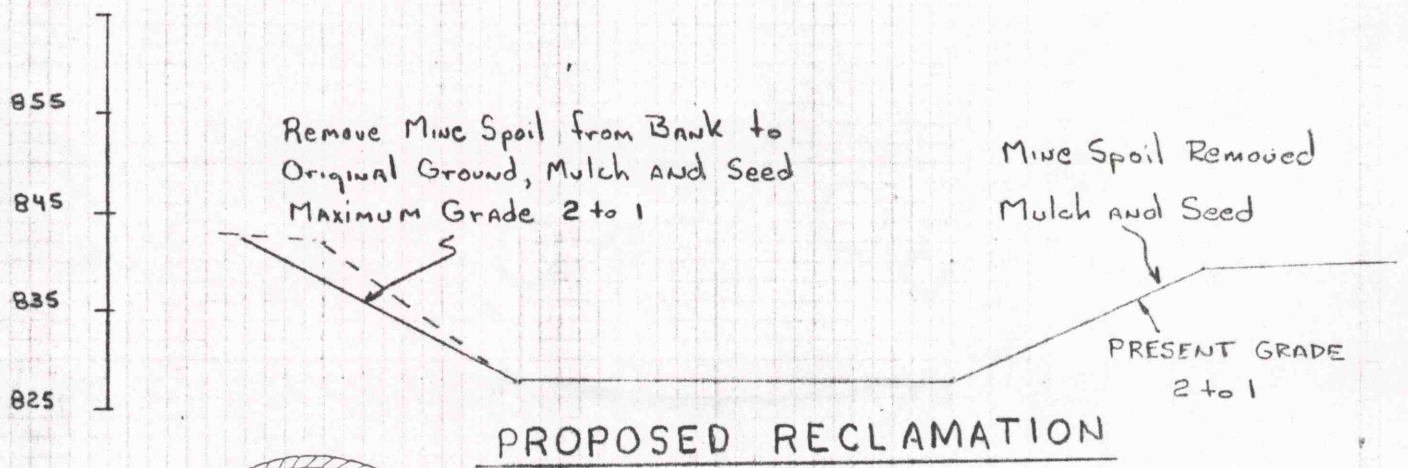 855
845
835
825
Remove Mine Spoil from Bank to
Original Ground, Mulch and Seed
Maximum Grade 2 to 1
Mine Spoil Removed
Mulch and Seed
PRESENT GRADE
2 to 1
PROPOSED RECLAMATION